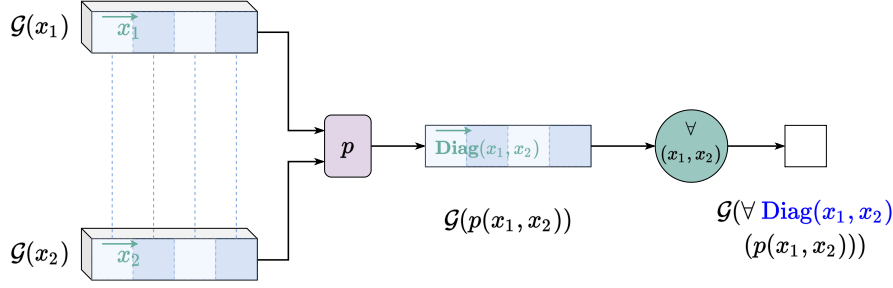 𝒢(x₁)
x₁
p
Diag(x₁, x₂)
∀
(x₁, x₂)
𝒢(p(x₁, x₂))
𝒢(∀ Diag(x₁, x₂)
(p(x₁, x₂)))
𝒢(x₂)
x₂